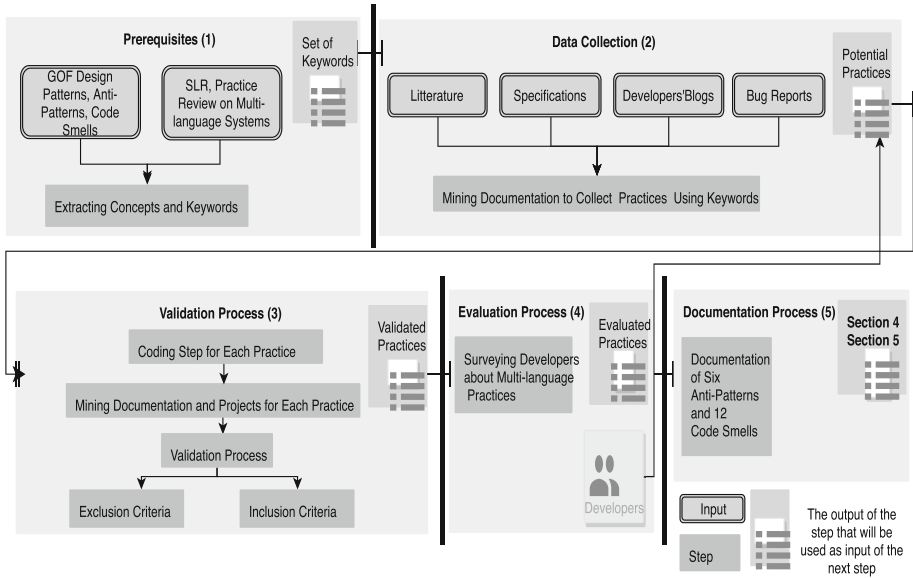 Prerequisites (1)
Set of
Keywords
GOF Design
Patterns, Anti-
Patterns, Code
Smells
SLR, Practice
Review on Multi-
language Systems
Extracting Concepts and Keywords
Data Collection (2)
Potential
Practices
Litterature
Specifications
Developers'Blogs
Bug Reports
Mining Documentation to Collect Practices Using Keywords
Validation Process (3)
Validated
Practices
Coding Step for Each Practice
Mining Documentation and Projects for Each Practice
Validation Process
Exclusion Criteria
Inclusion Criteria
Evaluation Process (4)
Evaluated
Practices
Surveying Developers
about Multi-language
Practices
Developers
Documentation Process (5)
Section 4
Section 5
Documentation
of Six
Anti-Patterns
and 12
Code Smells
Input
Step
The output of the
step that will be
used as input of the
next step